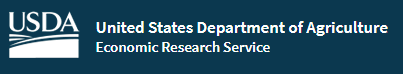 USDA
United States Department of Agriculture
Economic Research Service